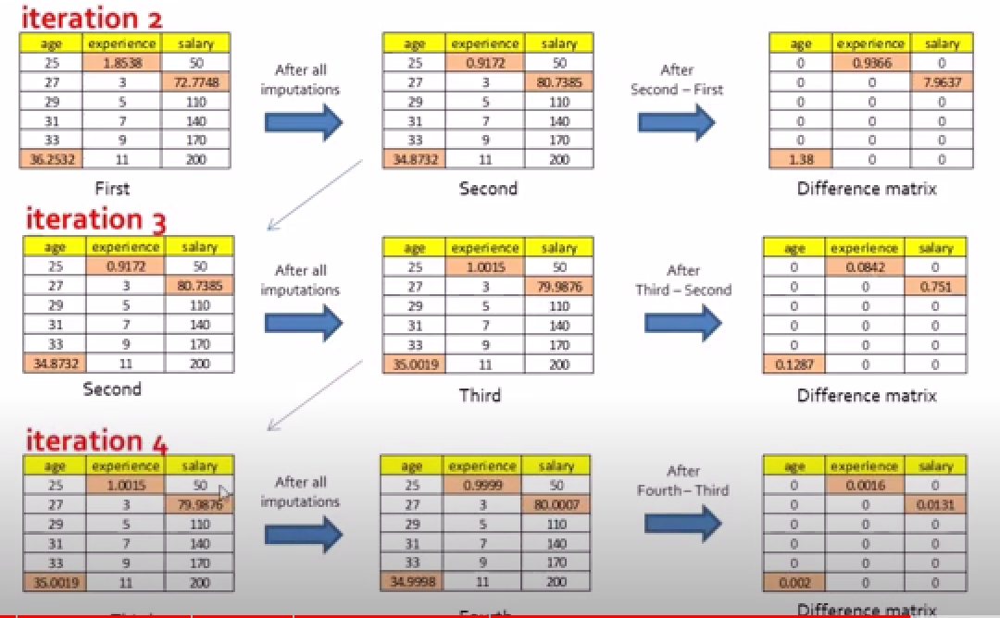 iteration 2
age experience salary
25 1.8538 50
27 3 72.7748
29 5 110
31 7 140
33 9 170
36.2532 11 200
First
After all
imputations
age experience salary
25 0.9172 50
27 3 80.7385
29 5 110
31 7 140
33 9 170
34.8732 11 200
Second
After
Second – First
age experience salary
0 0.9366 0
0 0 7.9637
0 0 0
0 0 0
0 0 0
1.38 0 0
Difference matrix
iteration 3
age experience salary
25 0.9172 50
27 3 80.7385
29 5 110
31 7 140
33 9 170
34.8732 11 200
Second
After all
imputations
age experience salary
25 1.0015 50
27 3 79.9876
29 5 110
31 7 140
33 9 170
35.0019 11 200
Third
After
Third – Second
age experience salary
0 0.0842 0
0 0 0.751
0 0 0
0 0 0
0 0 0
0.1287 0 0
Difference matrix
iteration 4
age experience salary
25 1.0015 50
27 3 79.9876
29 5 110
31 7 140
33 9 170
35.0019 11 200
After all
imputations
age experience salary
25 0.9999 50
27 3 80.0007
29 5 110
31 7 140
33 9 170
34.9998 11 200
Fourth
After
Fourth – Third
age experience salary
0 0.0016 0
0 0 0.0131
0 0 0
0 0 0
0 0 0
0.002 0 0
Difference matrix